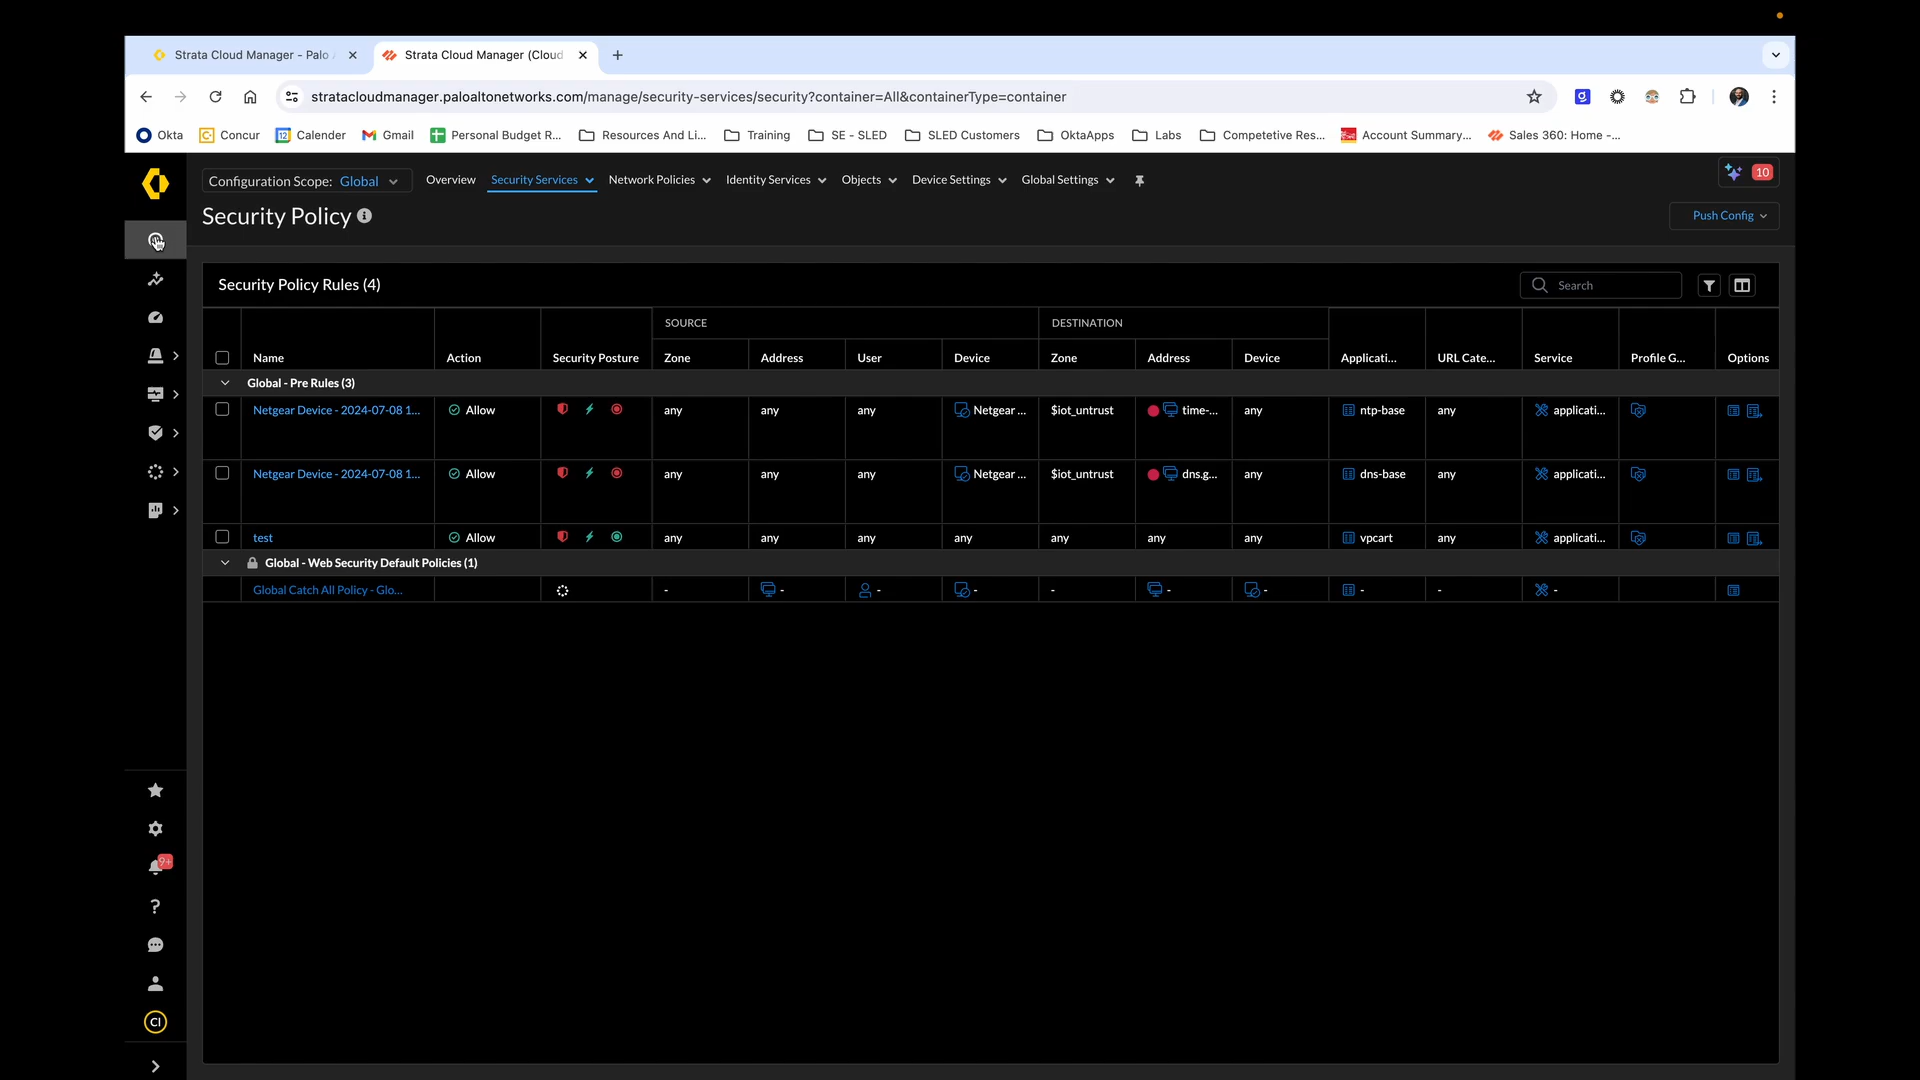 Strata Cloud Manager - Palo
Strata Cloud Manager (Cloud
stratacloudmanager.paloaltonetworks.com/manage/security-services/security?container=All&containerType=container
Okta Concur Calender Gmail Personal Budget R... Resources And Li... Training SE - SLED SLED Customers OktaApps Labs Competetive Res... Account Summary... Sales 360: Home -...
Configuration Scope: Global Overview Security Services Network Policies Identity Services Objects Device Settings Global Settings 10
Security Policy
Push Config
Security Policy Rules (4)
Search
SOURCE DESTINATION
Name Action Security Posture Zone Address User Device Zone Address Device Applicati... URL Cate... Service Profile G... Options
Global - Pre Rules (3)
Netgear Device - 2024-07-08 1... Allow any any any Netgear ... $iot_untrust time-... any ntp-base any applicati...
Netgear Device - 2024-07-08 1... Allow any any any Netgear ... $iot_untrust dns.g... any dns-base any applicati...
test Allow any any any any any any any vpcart any applicati...
Global - Web Security Default Policies (1)
Global Catch All Policy - Glo... - - - - - - - - - -
9+
CI